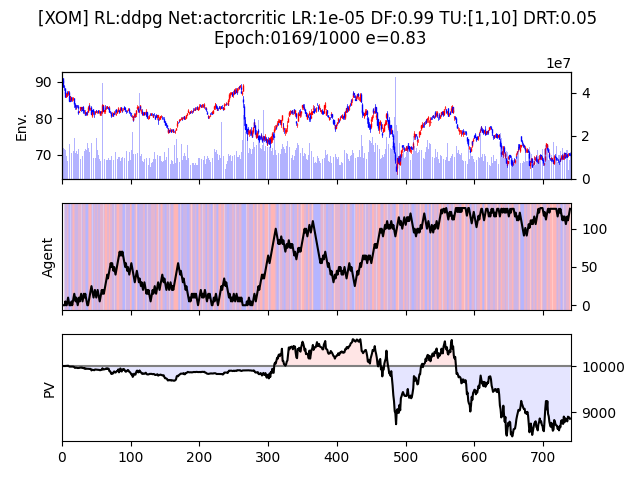 [XOM] RL:ddpg Net:actorcritic LR:1e-05 DF:0.99 TU:[1,10] DRT:0.05
Epoch:0169/1000 e=0.83
1e7
Env.
90
80
70
4
2
0
Agent
100
50
0
PV
10000
9000
0 100 200 300 400 500 600 700